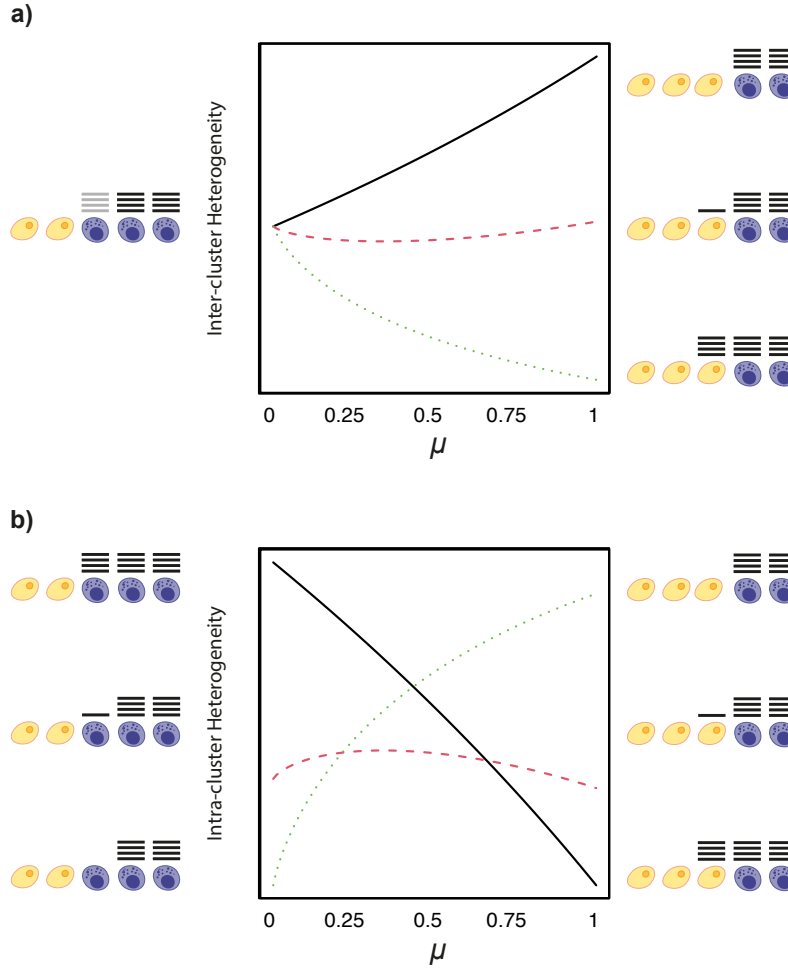 a)
Inter-cluster Heterogeneity
0 0.25 0.5 0.75 1
μ
b)
Intra-cluster Heterogeneity
0 0.25 0.5 0.75 1
μ